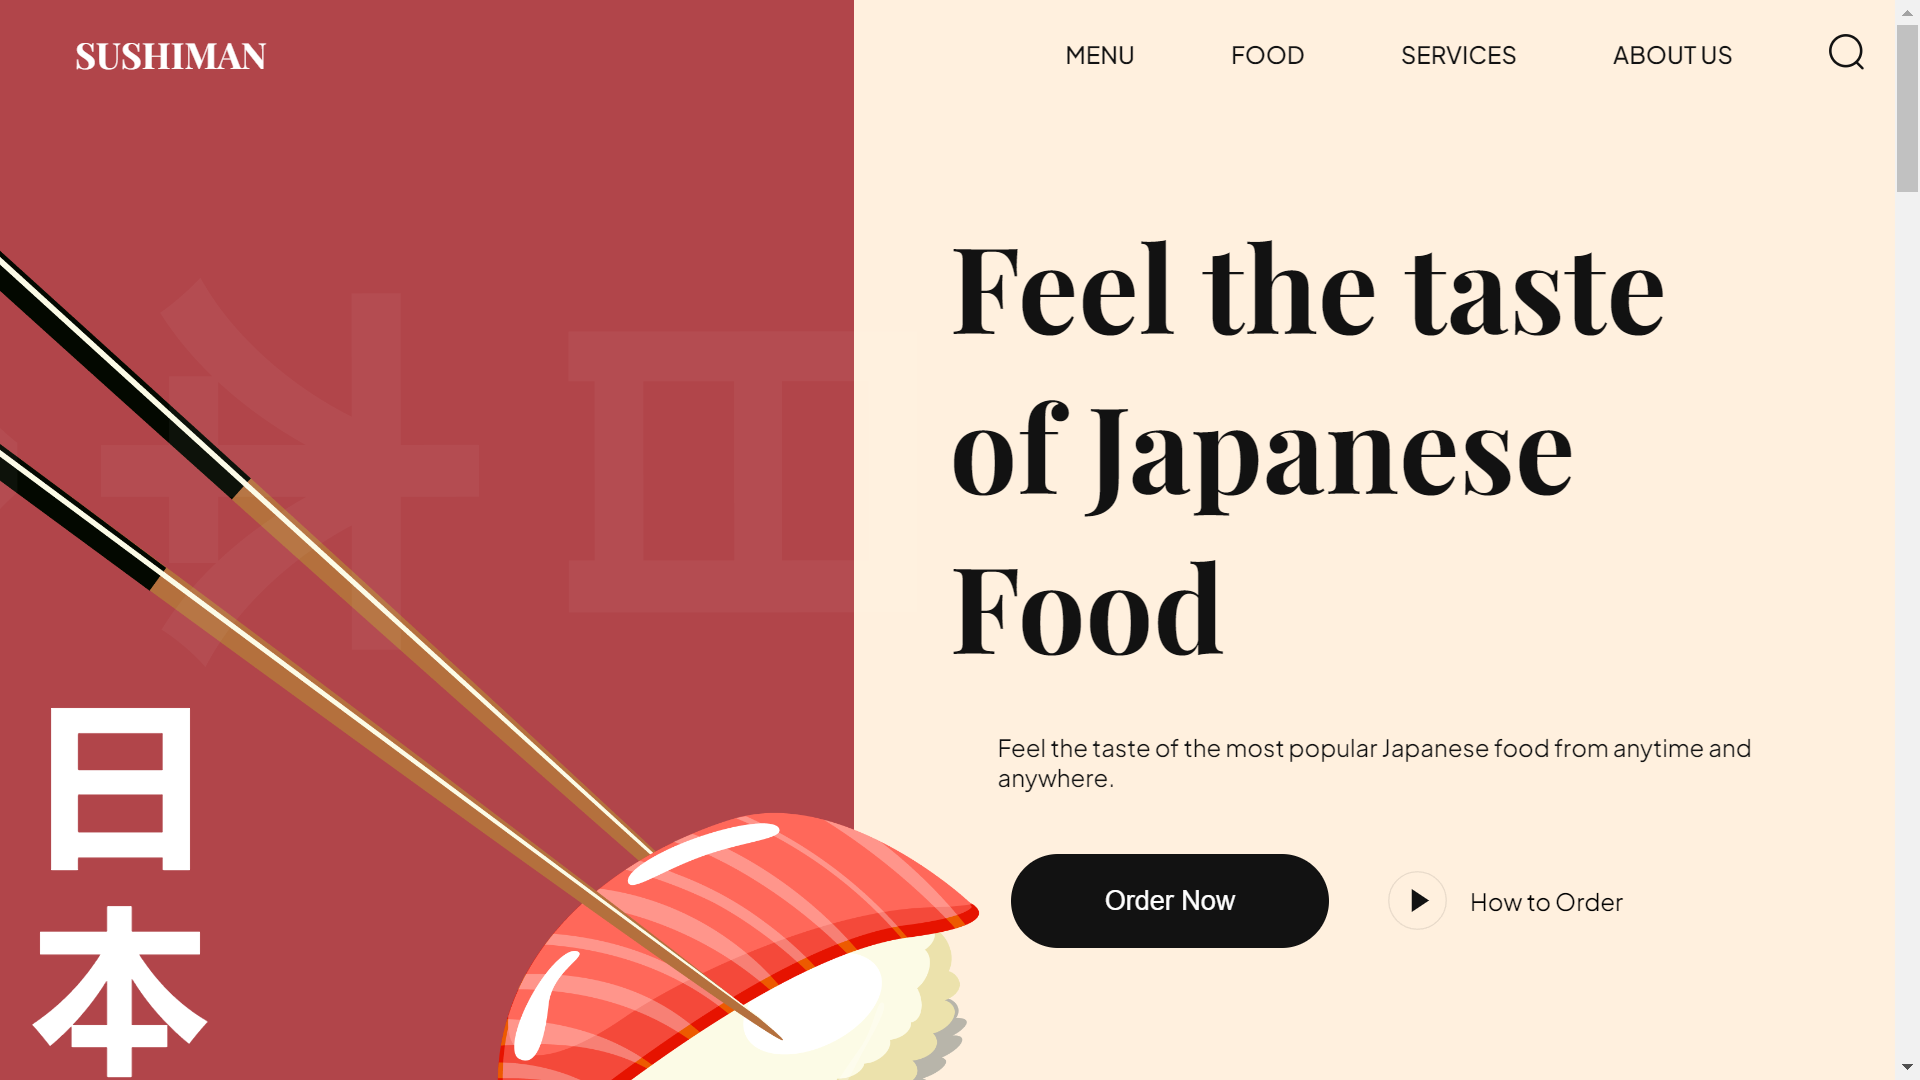 SUSHIMAN
MENU
FOOD
SERVICES
ABOUT US
Feel the taste
of Japanese
Food
Feel the taste of the most popular Japanese food from anytime and
anywhere.
Order Now
How to Order
日
本